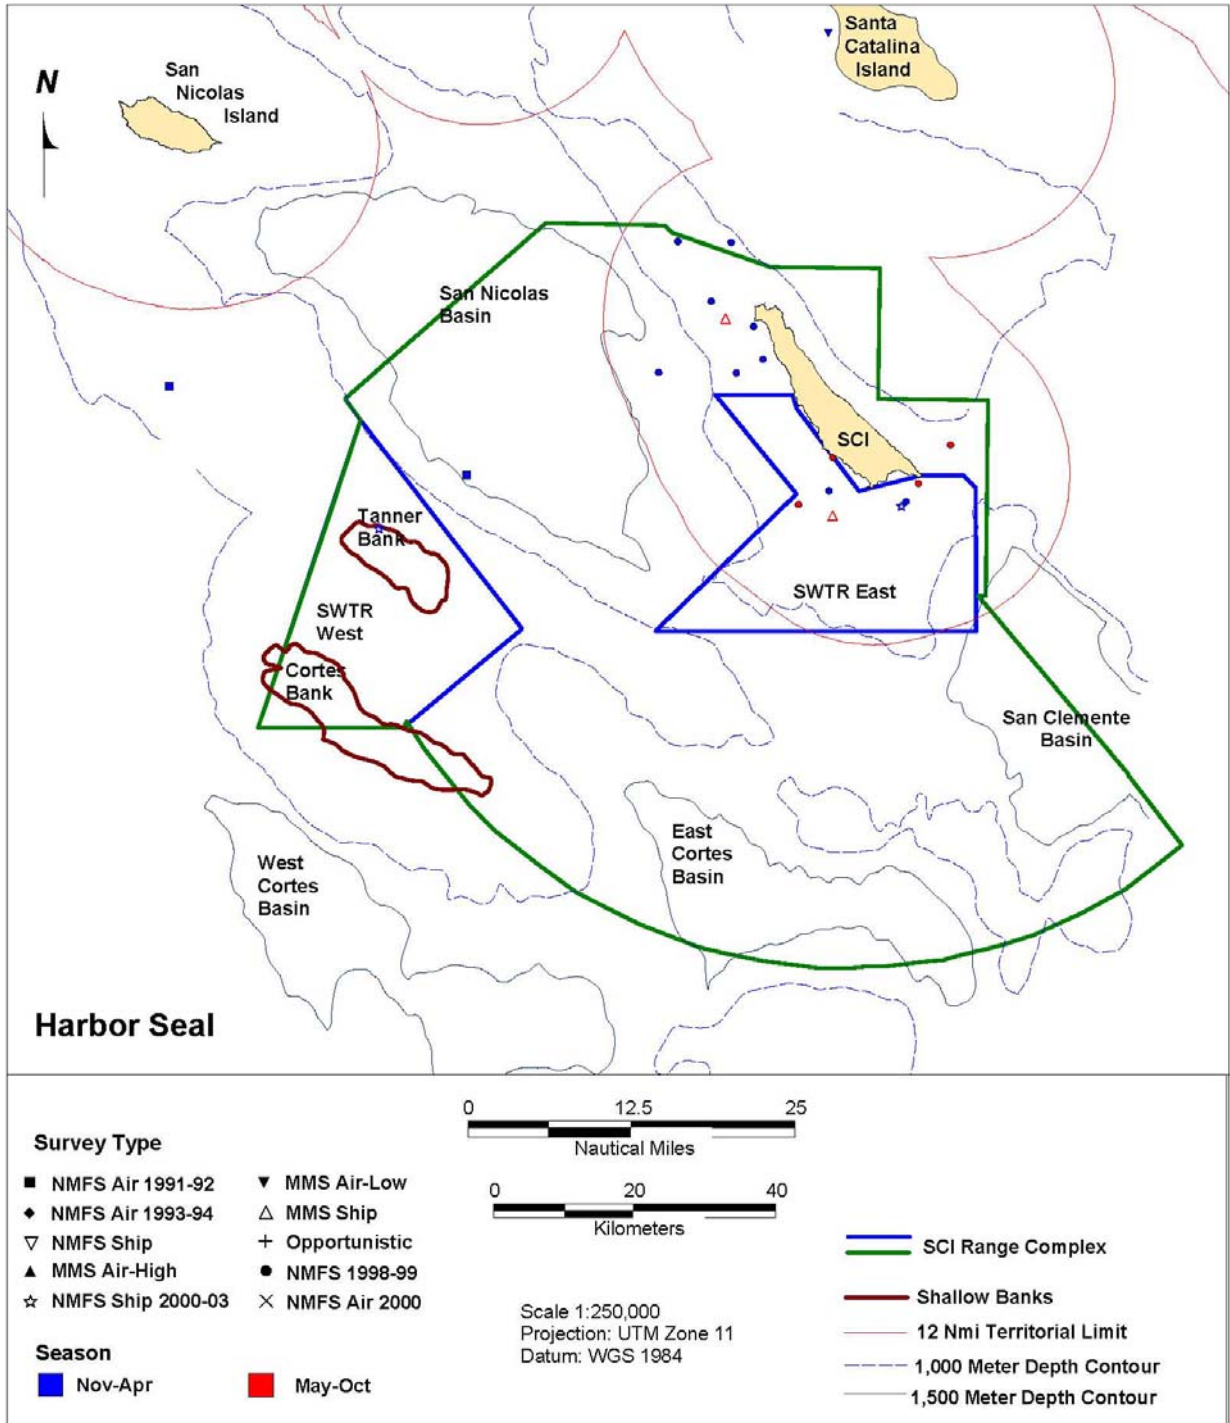 Santa
Catalina
Island
San
Nicolas
Island
N
San Nicolas
Basin
SCI
Tanner
Bank
SWTR East
SWTR
West
Cortes
Bank
San Clemente
Basin
East
Cortes
Basin
West
Cortes
Basin
Harbor Seal
0 12.5 25
Nautical Miles
0 20 40
Kilometers
Scale 1:250,000
Projection: UTM Zone 11
Datum: WGS 1984
Survey Type
NMFS Air 1991-92
NMFS Air 1993-94
NMFS Ship
MMS Air-High
NMFS Ship 2000-03
MMS Air-Low
MMS Ship
Opportunistic
NMFS 1998-99
NMFS Air 2000
Season
Nov-Apr
May-Oct
SCI Range Complex
Shallow Banks
12 Nmi Territorial Limit
1,000 Meter Depth Contour
1,500 Meter Depth Contour